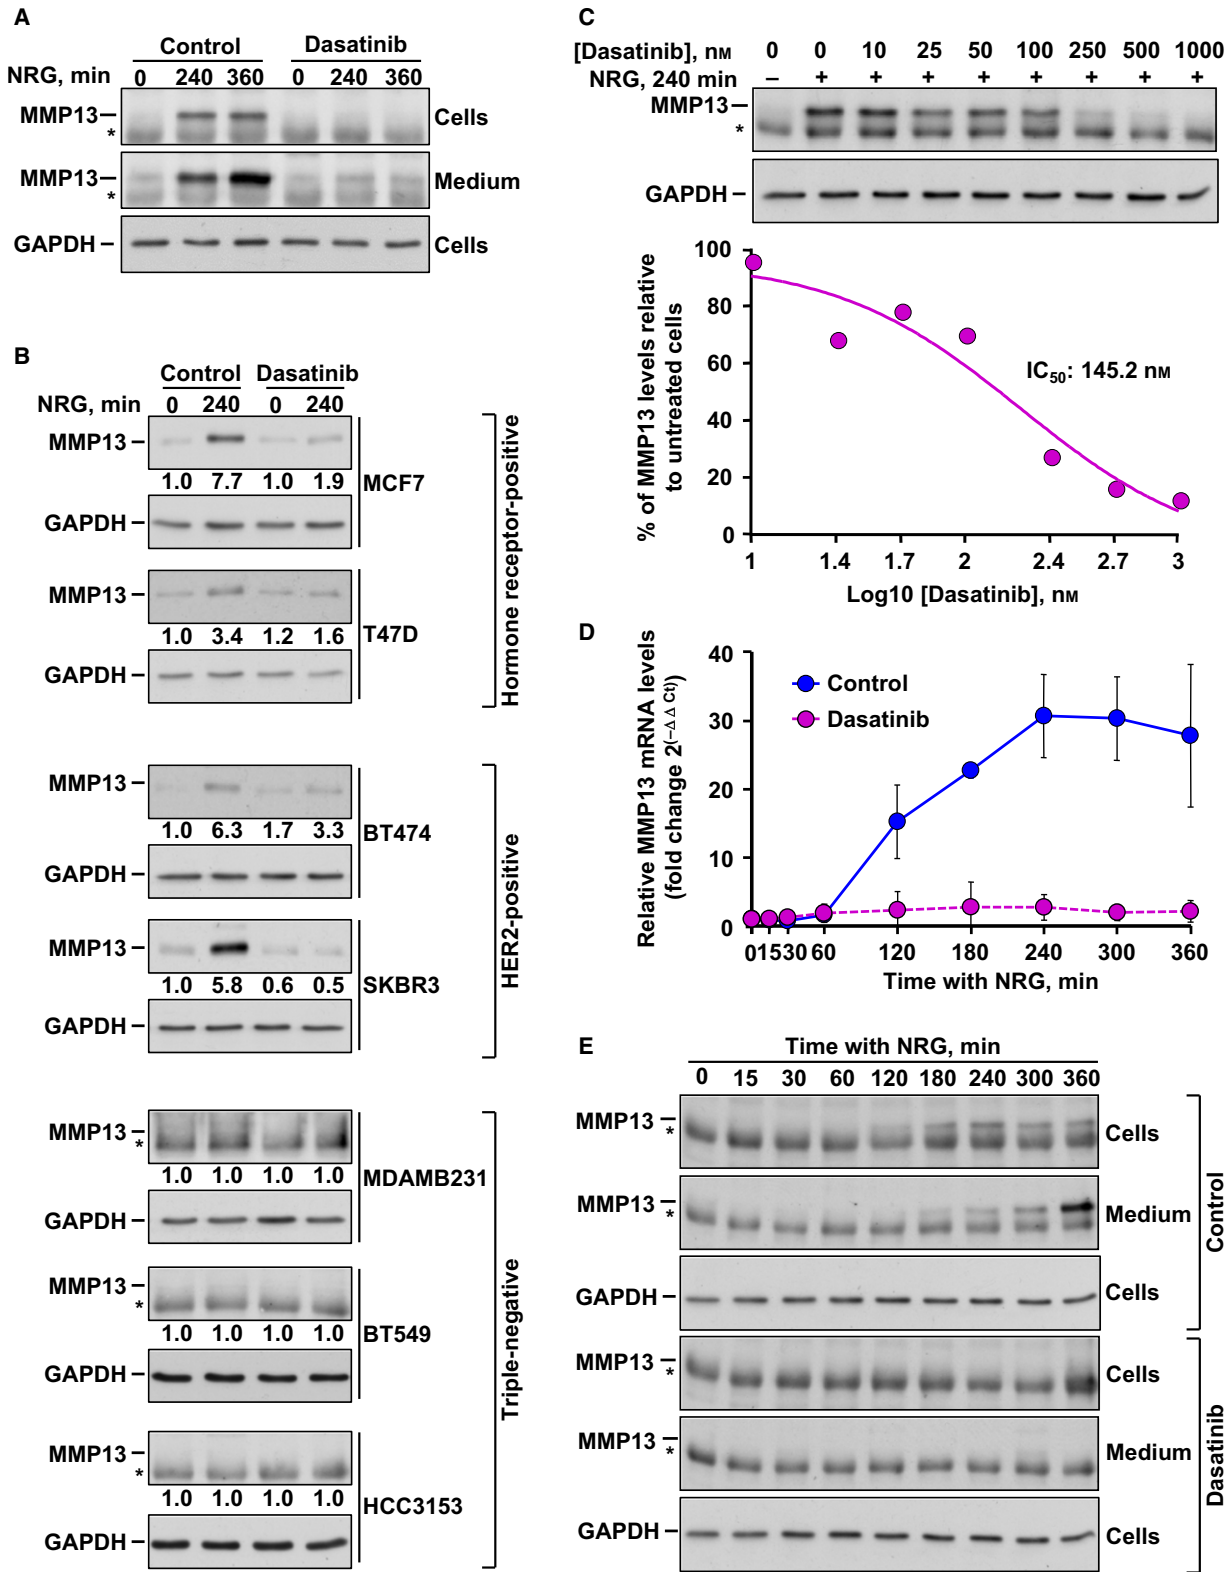 A
Control Dasatinib
NRG, min 0 240 360 0 240 360
MMP13 Cells
*
MMP13 Medium
*
GAPDH Cells
B
Control Dasatinib
NRG, min 0 240 0 240
MMP13
1.0 7.7 1.0 1.9 MCF7
GAPDH
MMP13
1.0 3.4 1.2 1.6 T47D
GAPDH
Hormone receptor-positive
MMP13
1.0 6.3 1.7 3.3 BT474
GAPDH
MMP13
1.0 5.8 0.6 0.5 SKBR3
GAPDH
HER2-positive
MMP13
*
1.0 1.0 1.0 1.0 MDAMB231
GAPDH
MMP13
*
1.0 1.0 1.0 1.0 BT549
GAPDH
MMP13
*
1.0 1.0 1.0 1.0 HCC3153
GAPDH
Triple-negative
C
[Dasatinib], nM 0 0 10 25 50 100 250 500 1000
NRG, 240 min – + + + + + + + +
MMP13
*
GAPDH
% of MMP13 levels relative
to untreated cells
100
80
60
40
20
0
IC50: 145.2 nM
1 1.4 1.7 2 2.4 2.7 3
Log10 [Dasatinib], nM
D
Relative MMP13 mRNA levels
(fold change 2(−Δ Δ Ct))
40
30
20
10
0
Control
Dasatinib
0 15 30 60 120 180 240 300 360
Time with NRG, min
E
Time with NRG, min
0 15 30 60 120 180 240 300 360
MMP13 Cells
*
MMP13 Medium
*
GAPDH Cells
Control
MMP13 Cells
*
MMP13 Medium
*
GAPDH Cells
Dasatinib